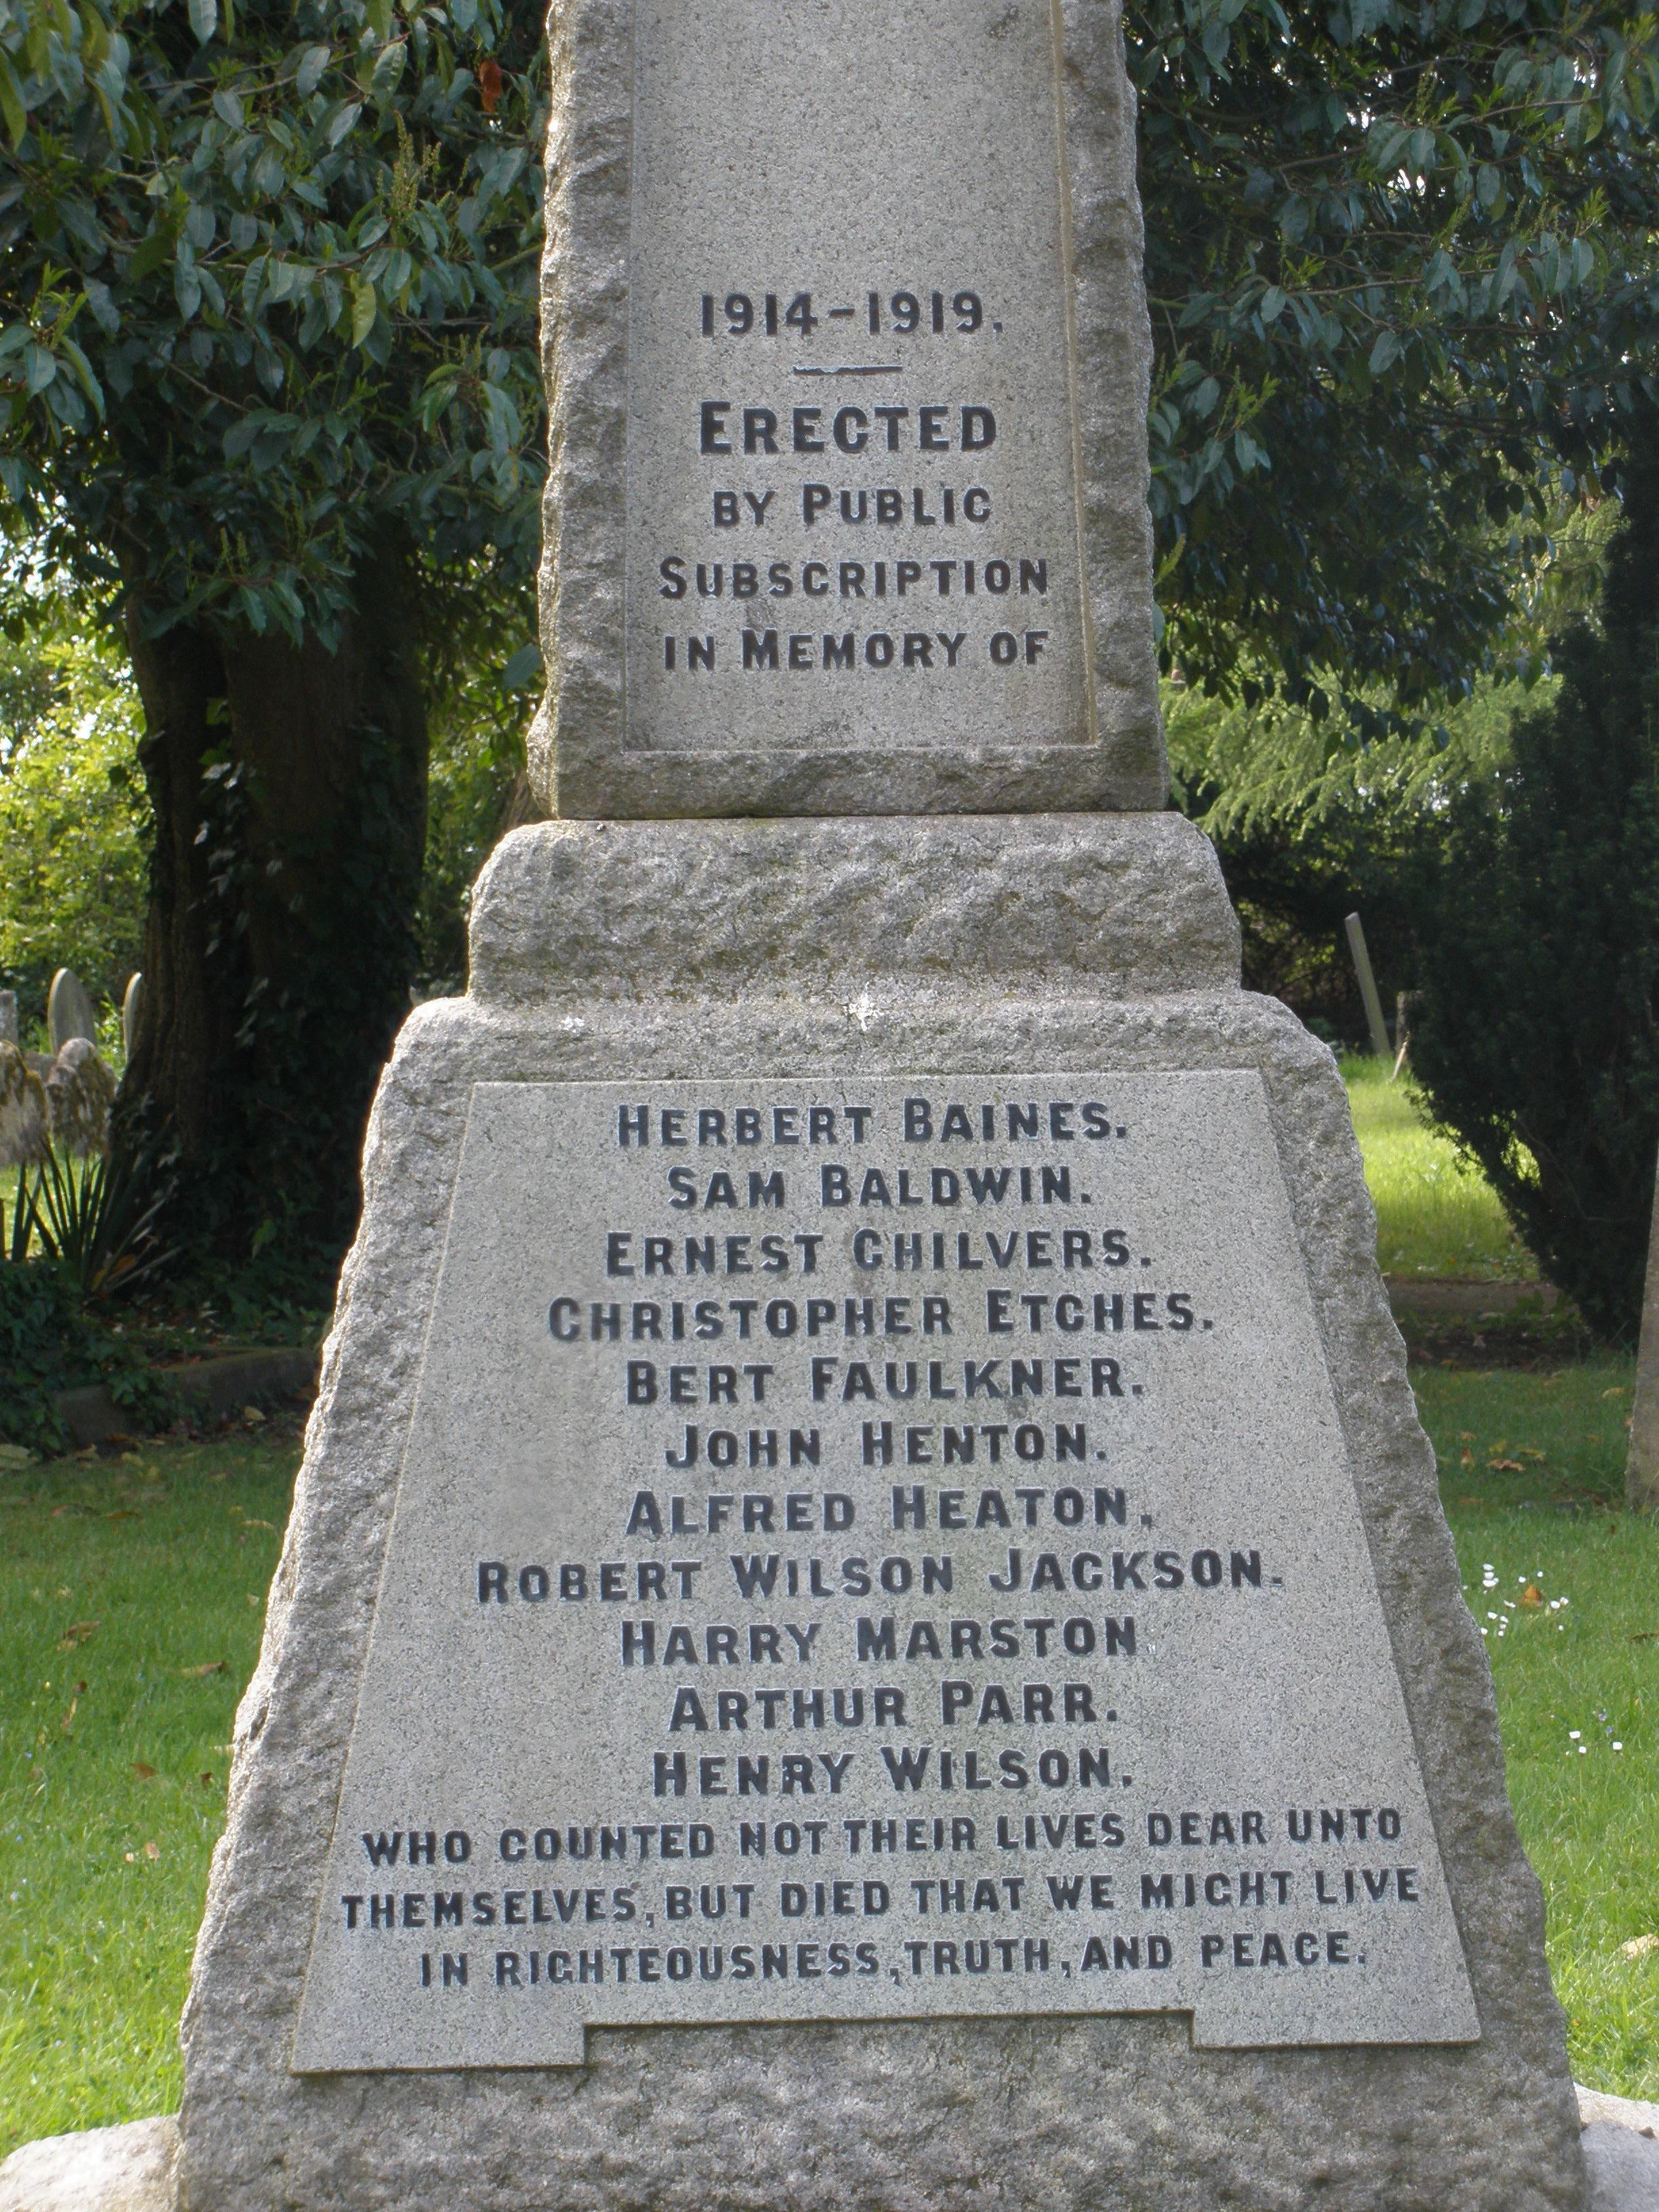 1914-1919.
ERECTED
BY PUBLIC
SUBSCRIPTION
IN MEMORY OF
HERBERT BAINES.
SAM BALDWIN.
ERNEST CHILVERS.
CHRISTOPHER ETCHES.
BERT FAULKNER.
JOHN HENTON.
ALFRED HEATON.
ROBERT WILSON JACKSON.
HARRY MARSTON
ARTHUR PARR.
HENRY WILSON.
WHO COUNTED NOT THEIR LIVES DEAR UNTO
THEMSELVES, BUT DIED THAT WE MIGHT LIVE
IN RIGHTEOUSNESS, TRUTH, AND PEACE.